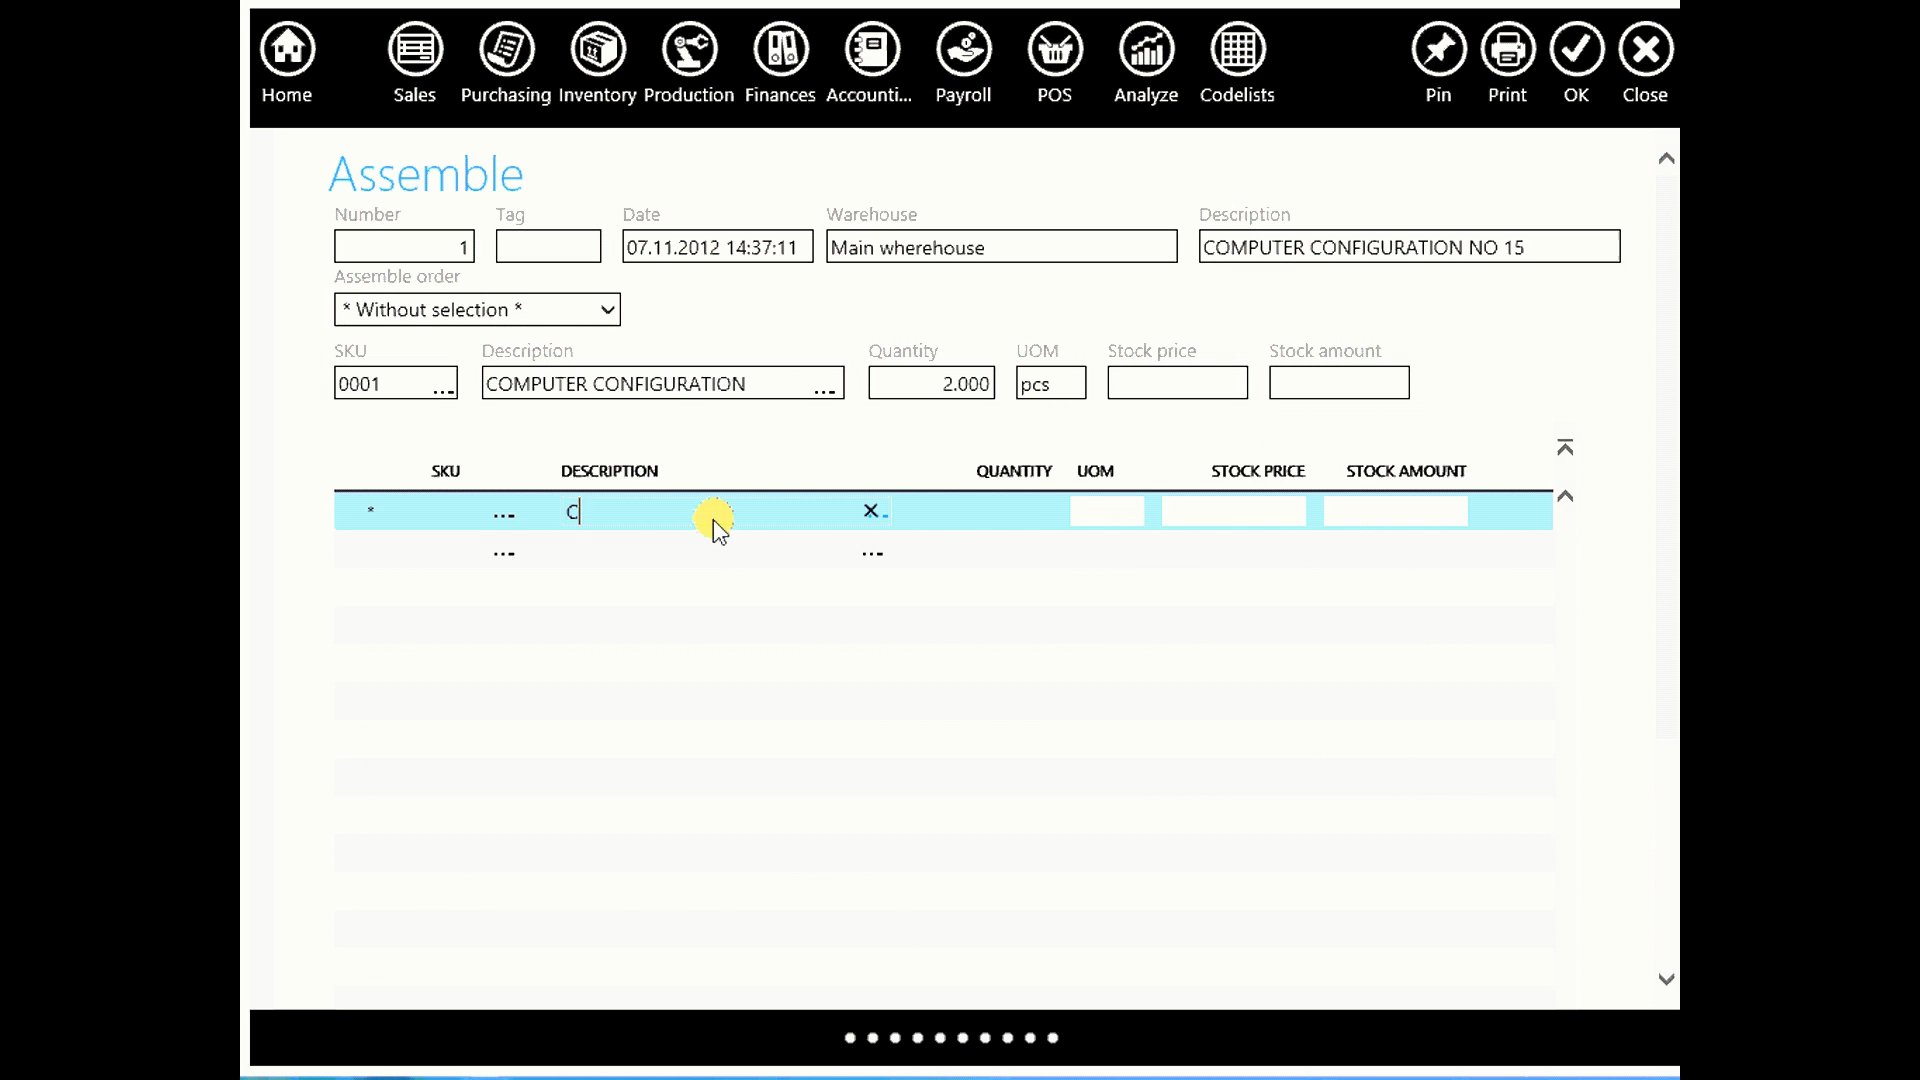 Home Sales Purchasing Inventory Production Finances Accounti... Payroll POS Analyze Codelists Pin Print OK Close
Assemble
Number Tag Date Warehouse Description
1 07.11.2012 14:37:11 Main wherehouse COMPUTER CONFIGURATION NO 15
Assemble order
* Without selection *
SKU Description Quantity UOM Stock price Stock amount
0001 ... COMPUTER CONFIGURATION ... 2.000 pcs
SKU DESCRIPTION QUANTITY UOM STOCK PRICE STOCK AMOUNT
* ... C
... ...